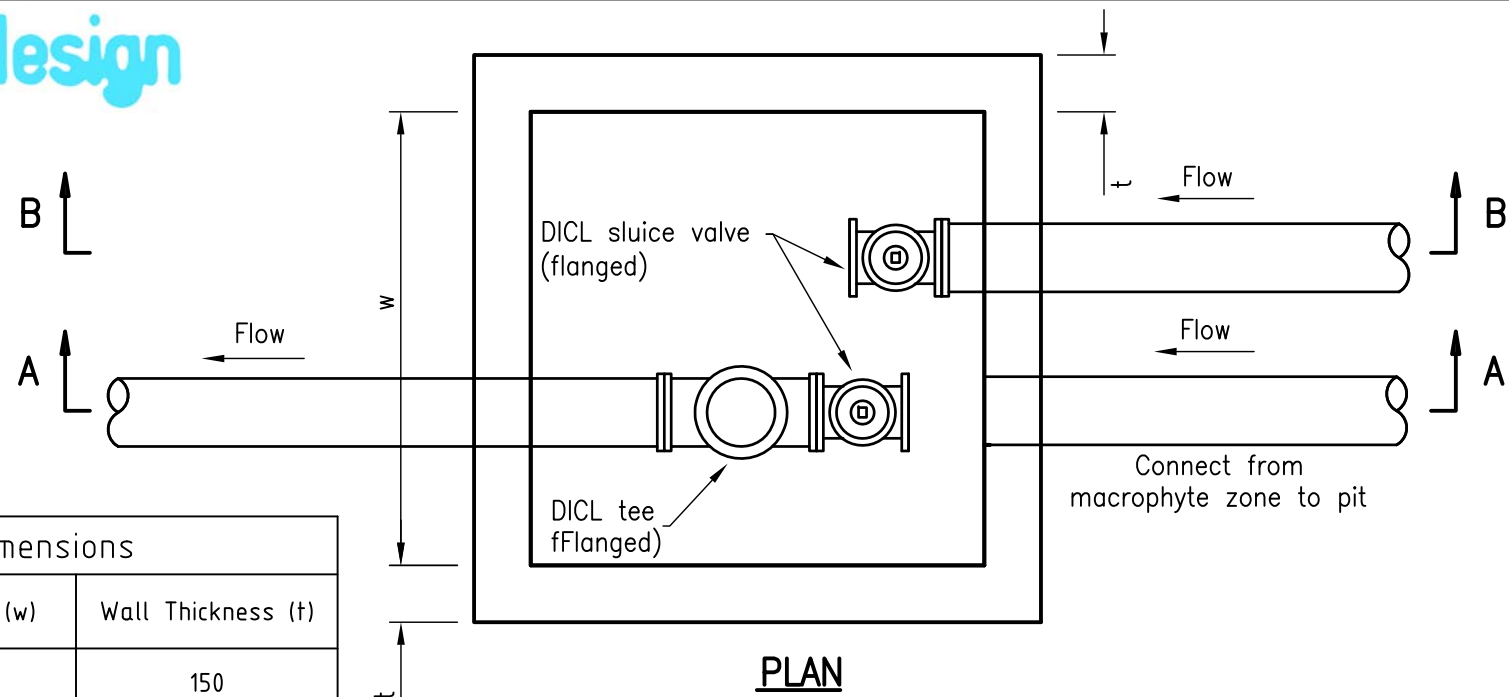 design
t
B
Flow
B
DICL sluice valve
(flanged)
w
Flow
Flow
A
A
Connect from
macrophyte zone to pit
DICL tee
fFlanged)
mensions
(w)
Wall Thickness (t)
150
t
PLAN